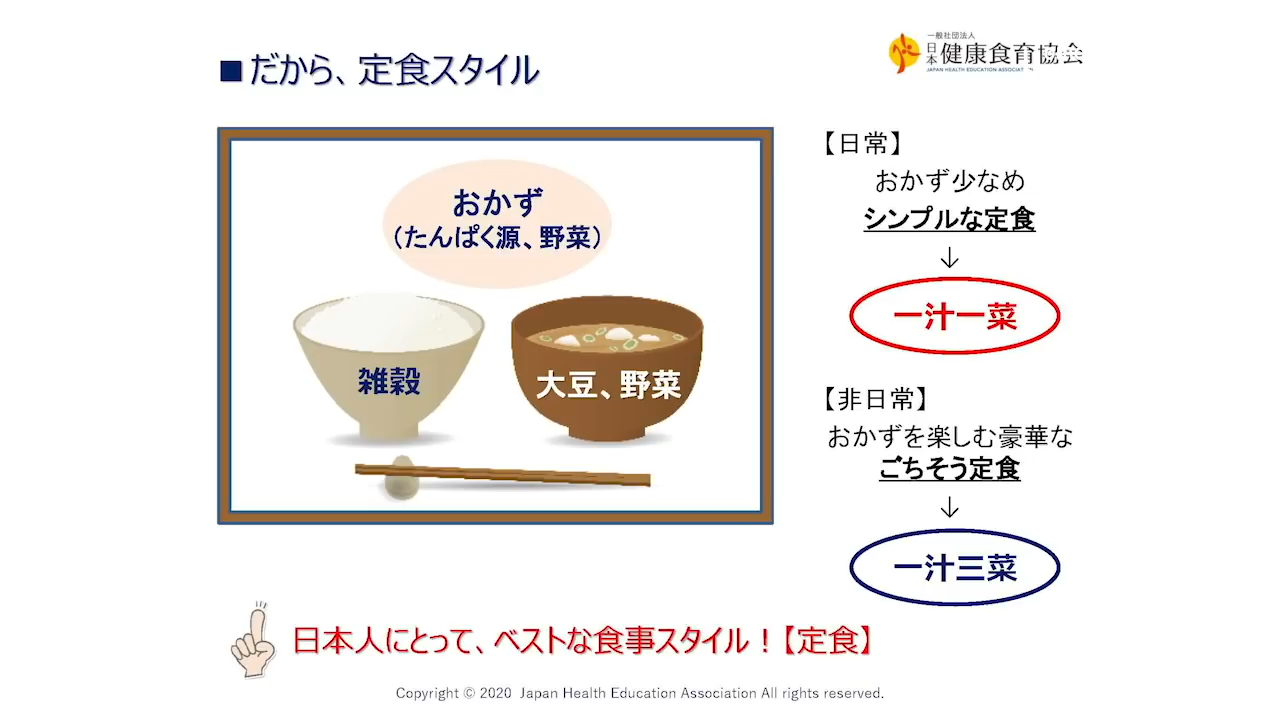 ■だから、定食スタイル
一般社団法人
日本健康食育協会
JAPAN HEALTH EDUCATION ASSOCIAT
おかず
（たんぱく源、野菜）
雑穀
大豆、野菜
【日常】
おかず少なめ
シンプルな定食
↓
一汁一菜
【非日常】
おかずを楽しむ豪華な
ごちそう定食
↓
一汁三菜
日本人にとって、ベストな食事スタイル！【定食】
Copyright © 2020 Japan Health Education Association All rights reserved.